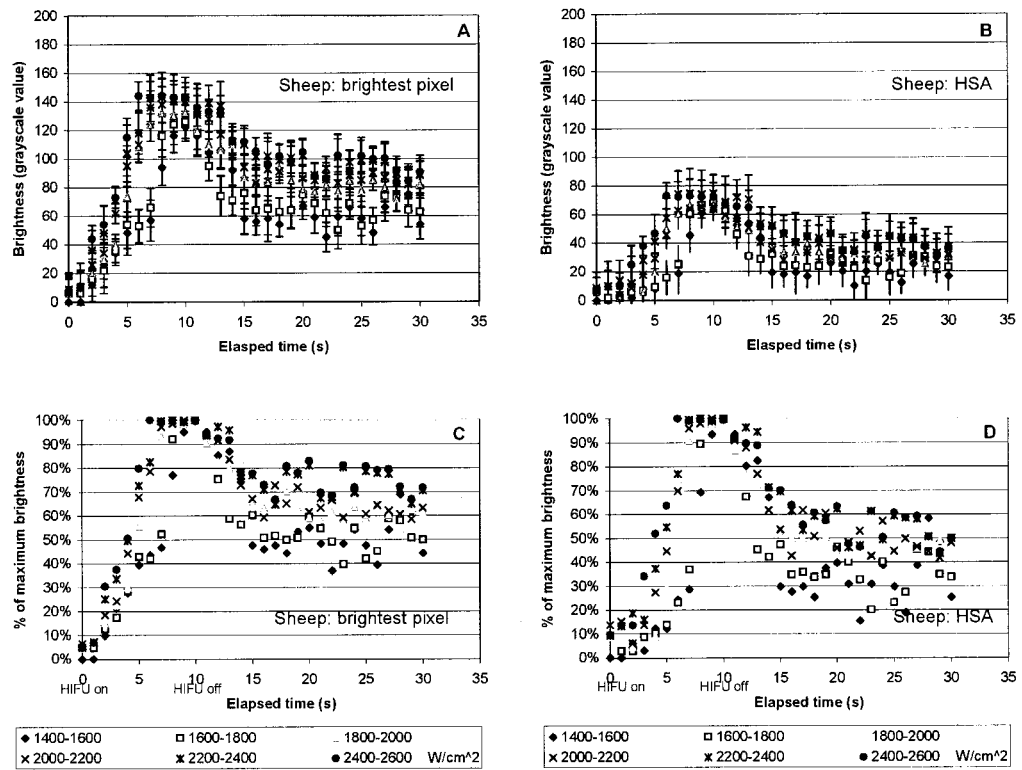 A
Sheep: brightest pixel
Brightness (grayscale value)
200
180
160
140
120
100
80
60
40
20
0
0 5 10 15 20 25 30 35
Elasped time (s)
B
Sheep: HSA
Brightness (grayscale value)
200
180
160
140
120
100
80
60
40
20
0
0 5 10 15 20 25 30 35
Elasped time (s)
C
Sheep: brightest pixel
% of maximum brightness
100%
90%
80%
70%
60%
50%
40%
30%
20%
10%
0%
0 5 10 15 20 25 30 35
HIFU on HIFU off
Elapsed time (s)
D
Sheep: HSA
% of maximum brightness
100%
90%
80%
70%
60%
50%
40%
30%
20%
10%
0%
0 5 10 15 20 25 30 35
HIFU on HIFU off
Elapsed time (s)
1400-1600 1600-1800 1800-2000
2000-2200 2200-2400 2400-2600 W/cm^2
1400-1600 1600-1800 1800-2000
2000-2200 2200-2400 2400-2600 W/cm^2